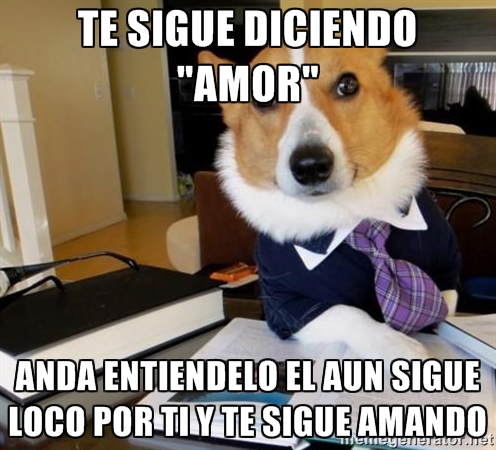 TE SIGUE DICIENDO
"AMOR"
ANDA ENTIENDELO EL AUN SIGUE
LOCO POR TI Y TE SIGUE AMANDO
memegenerator.net